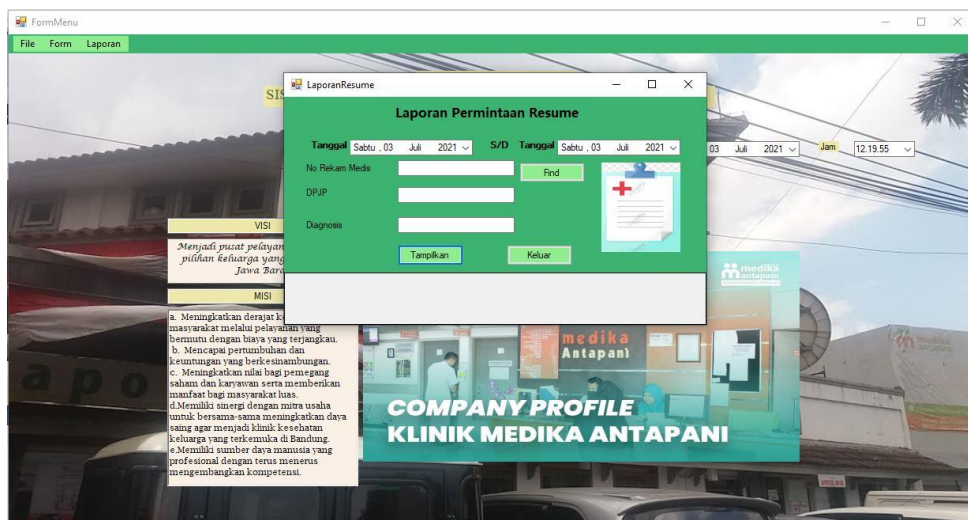 FormMenu
File Form Laporan
SIS
LaporanResume
Laporan Permintaan Resume
Tanggal Sabtu , 03 Juli 2021 S/D Tanggal Sabtu , 03 Juli 2021
03 Juli 2021 Jam 12.19.55
No Rekam Medis Find
DPJP
Diagnosis
Tampilkan Keluar
VISI
Menjadi pusat pelayan
pilihan keluarga yang
Jawa Bara
MISI
a. Meningkatkan derajat k
masyarakat melalui pelayanan yang
bermutu dengan biaya yang terjangkau.
b. Mencapai pertumbuhan dan
keuntungan yang berkesinambungan.
c. Meningkatkan nilai bagi pemegang
saham dan karyawan serta memberikan
manfaat bagi masyarakat luas.
d.Memiliki sinergi dengan mitra usaha
untuk bersama-sama meningkatkan daya
saing agar menjadi klinik kesehatan
keluarga yang terkemuka di Bandung.
e.Memiliki sumber daya manusia yang
profesional dengan terus menerus
mengembangkan kompetensi.
medika
antapani
medika
Antapani
COMPANY PROFILE
KLINIK MEDIKA ANTAPANI
apo